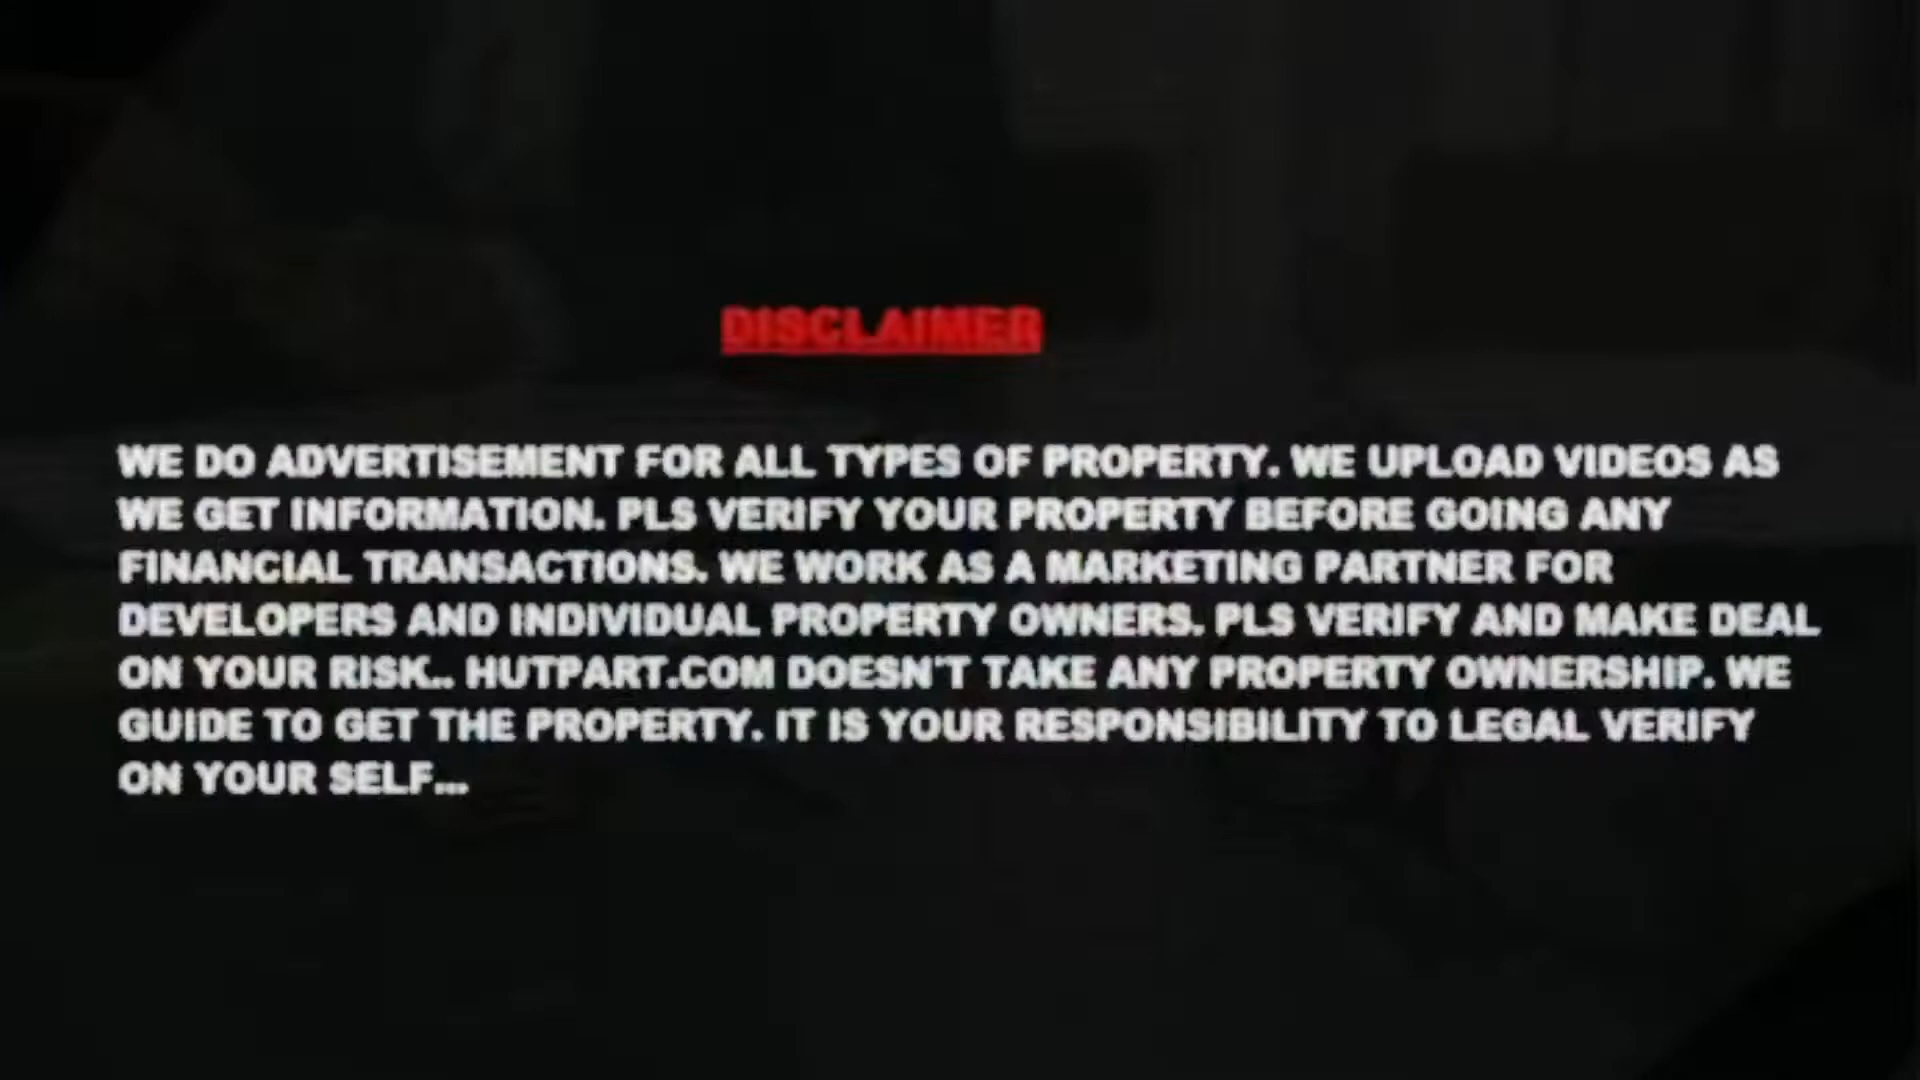 DISCLAIMER
WE DO ADVERTISEMENT FOR ALL TYPES OF PROPERTY. WE UPLOAD VIDEOS AS
WE GET INFORMATION. PLS VERIFY YOUR PROPERTY BEFORE GOING ANY
FINANCIAL TRANSACTIONS. WE WORK AS A MARKETING PARTNER FOR
DEVELOPERS AND INDIVIDUAL PROPERTY OWNERS. PLS VERIFY AND MAKE DEAL
ON YOUR RISK.. HUTPART.COM DOESN'T TAKE ANY PROPERTY OWNERSHIP. WE
GUIDE TO GET THE PROPERTY. IT IS YOUR RESPONSIBILITY TO LEGAL VERIFY
ON YOUR SELF...